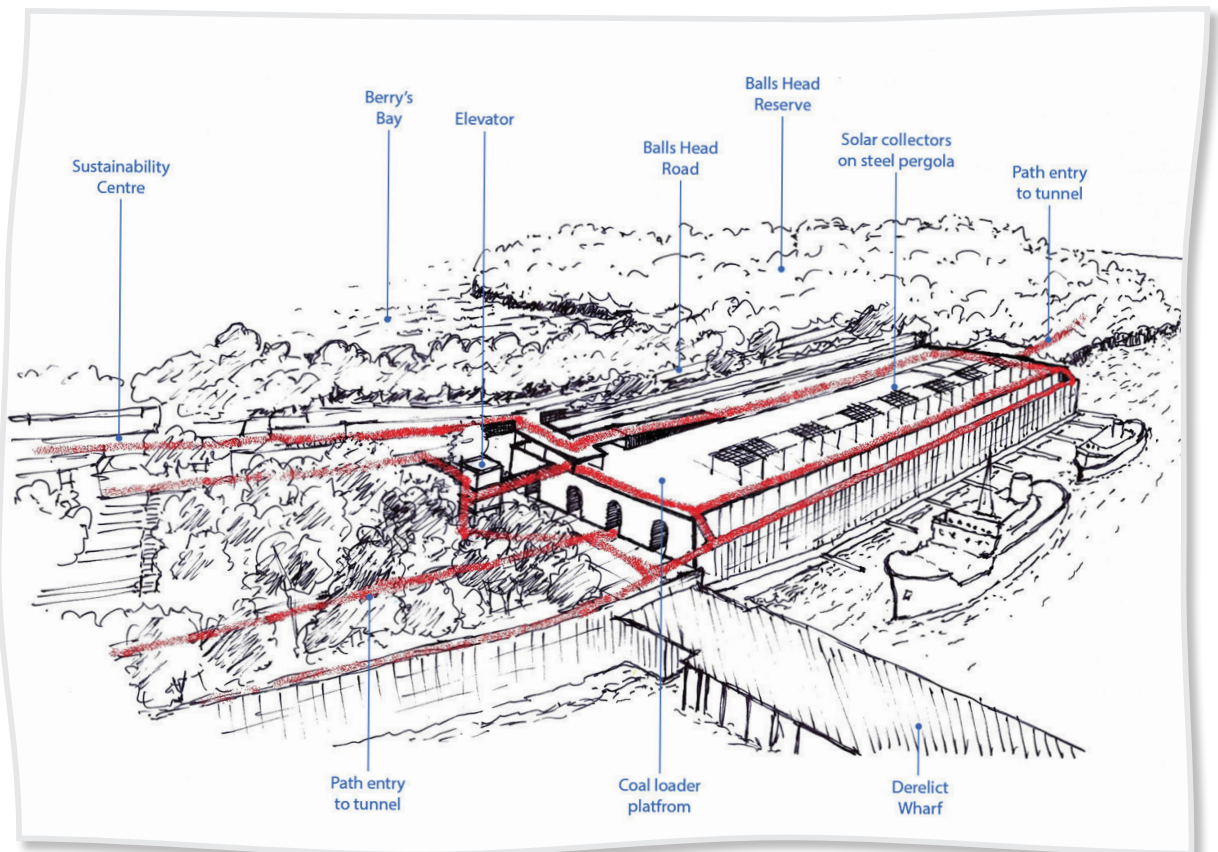 Balls Head
Reserve
Berry's
Bay
Elevator
Solar collectors
on steel pergola
Balls Head
Road
Sustainability
Centre
Path entry
to tunnel
Path entry
to tunnel
Coal loader
platfrom
Derelict
Wharf